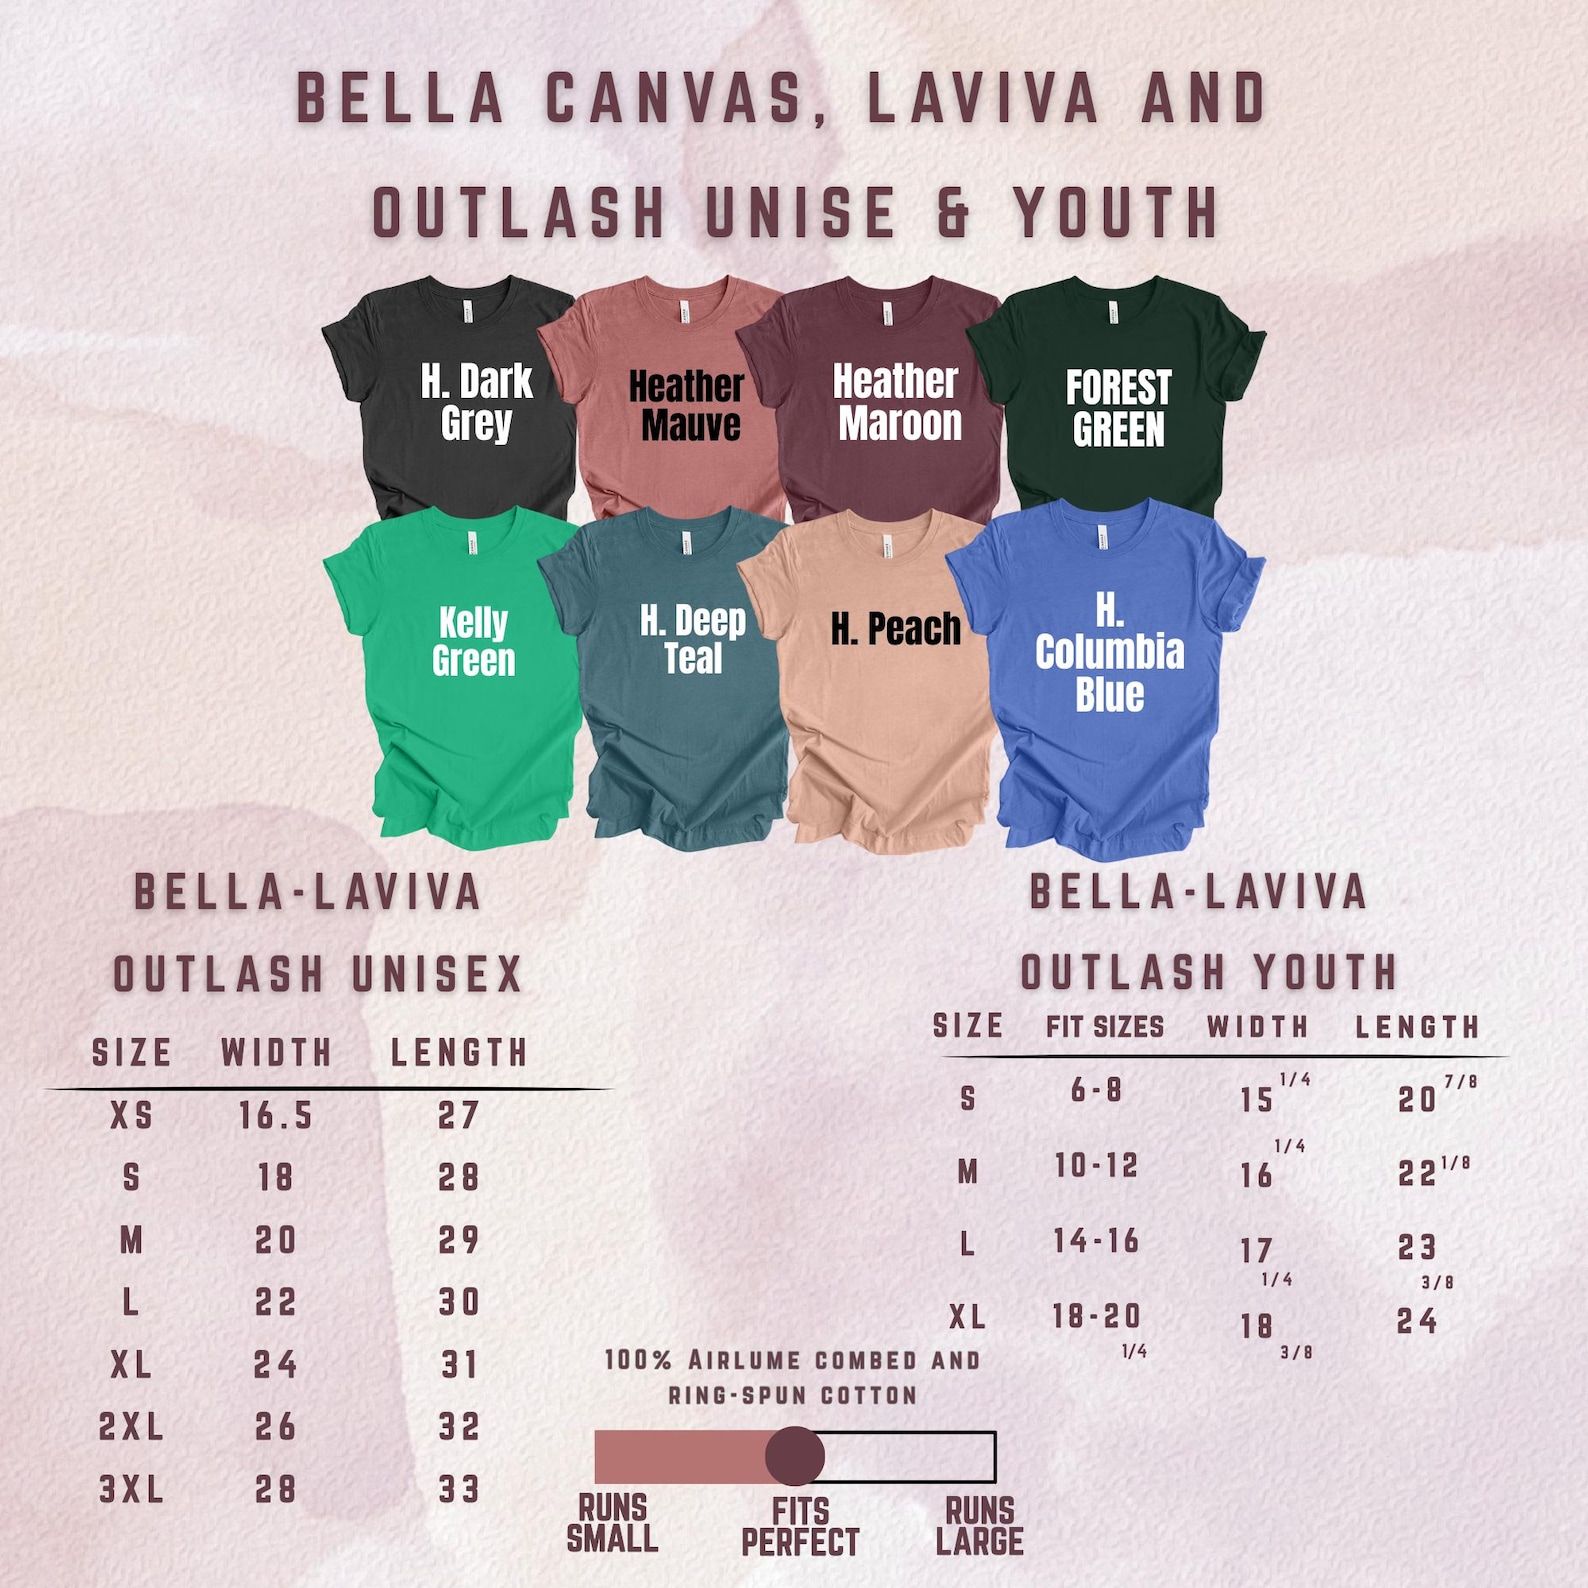 BELLA CANVAS, LAVIVA AND
OUTLASH UNISE & YOUTH
H. Dark
Grey
Heather
Mauve
Heather
Maroon
FOREST
GREEN
Kelly
Green
H. Deep
Teal
H. Peach
H.
Columbia
Blue
BELLA-LAVIVA
OUTLASH UNISEX
SIZE WIDTH LENGTH
XS 16.5 27
S 18 28
M 20 29
L 22 30
XL 24 31
2XL 26 32
3XL 28 33
BELLA-LAVIVA
OUTLASH YOUTH
SIZE FIT SIZES WIDTH LENGTH
S 6-8 15 1/4 20 7/8
M 10-12 16 1/4 22 1/8
L 14-16 17 23
1/4 3/8
XL 18-20 18 24
1/4 3/8
100% AIRLUME COMBED AND
RING-SPUN COTTON
RUNS
SMALL
FITS
PERFECT
RUNS
LARGE